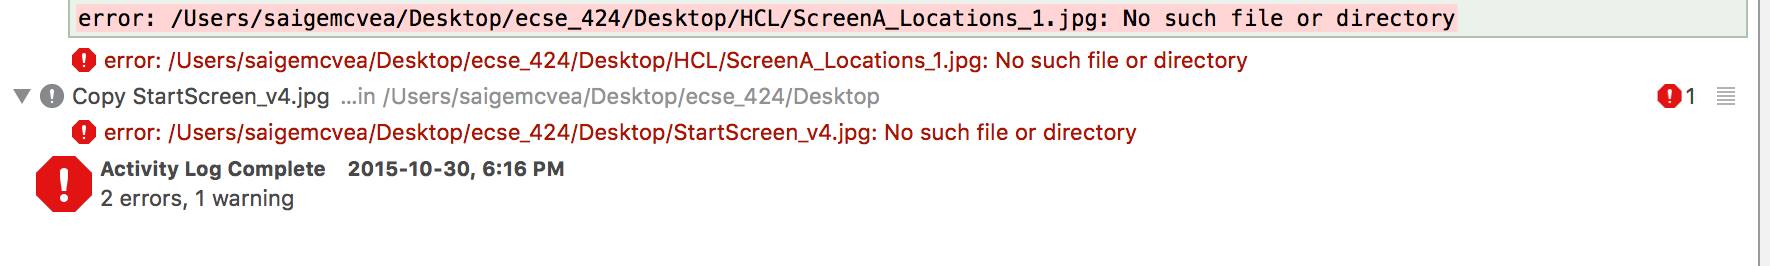 error: /Users/saigemcvea/Desktop/ecse_424/Desktop/HCL/ScreenA_Locations_1.jpg: No such file or directory
error: /Users/saigemcvea/Desktop/ecse_424/Desktop/HCL/ScreenA_Locations_1.jpg: No such file or directory
Copy StartScreen_v4.jpg ...in /Users/saigemcvea/Desktop/ecse_424/Desktop 1
error: /Users/saigemcvea/Desktop/ecse_424/Desktop/StartScreen_v4.jpg: No such file or directory
Activity Log Complete 2015-10-30, 6:16 PM
2 errors, 1 warning